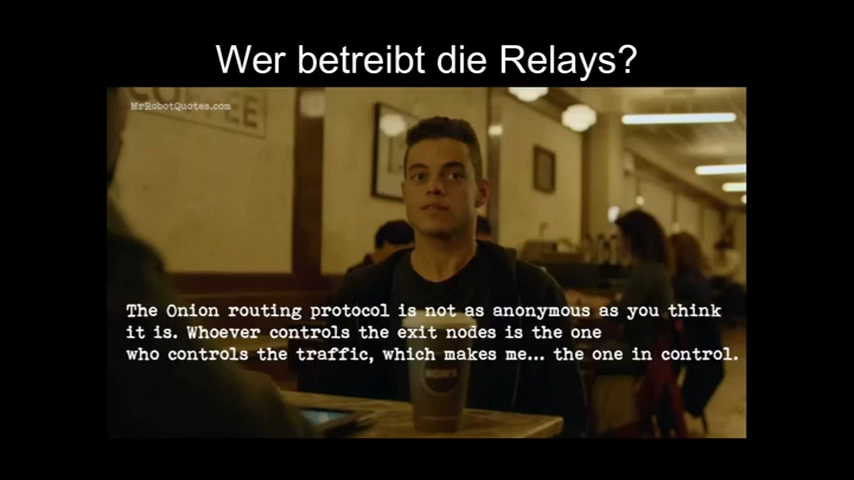 Wer betreibt die Relays?
MrRobotQuotes.com
COFFEE
The Onion routing protocol is not as anonymous as you think
it is. Whoever controls the exit nodes is the one
who controls the traffic, which makes me... the one in control.
RON'S